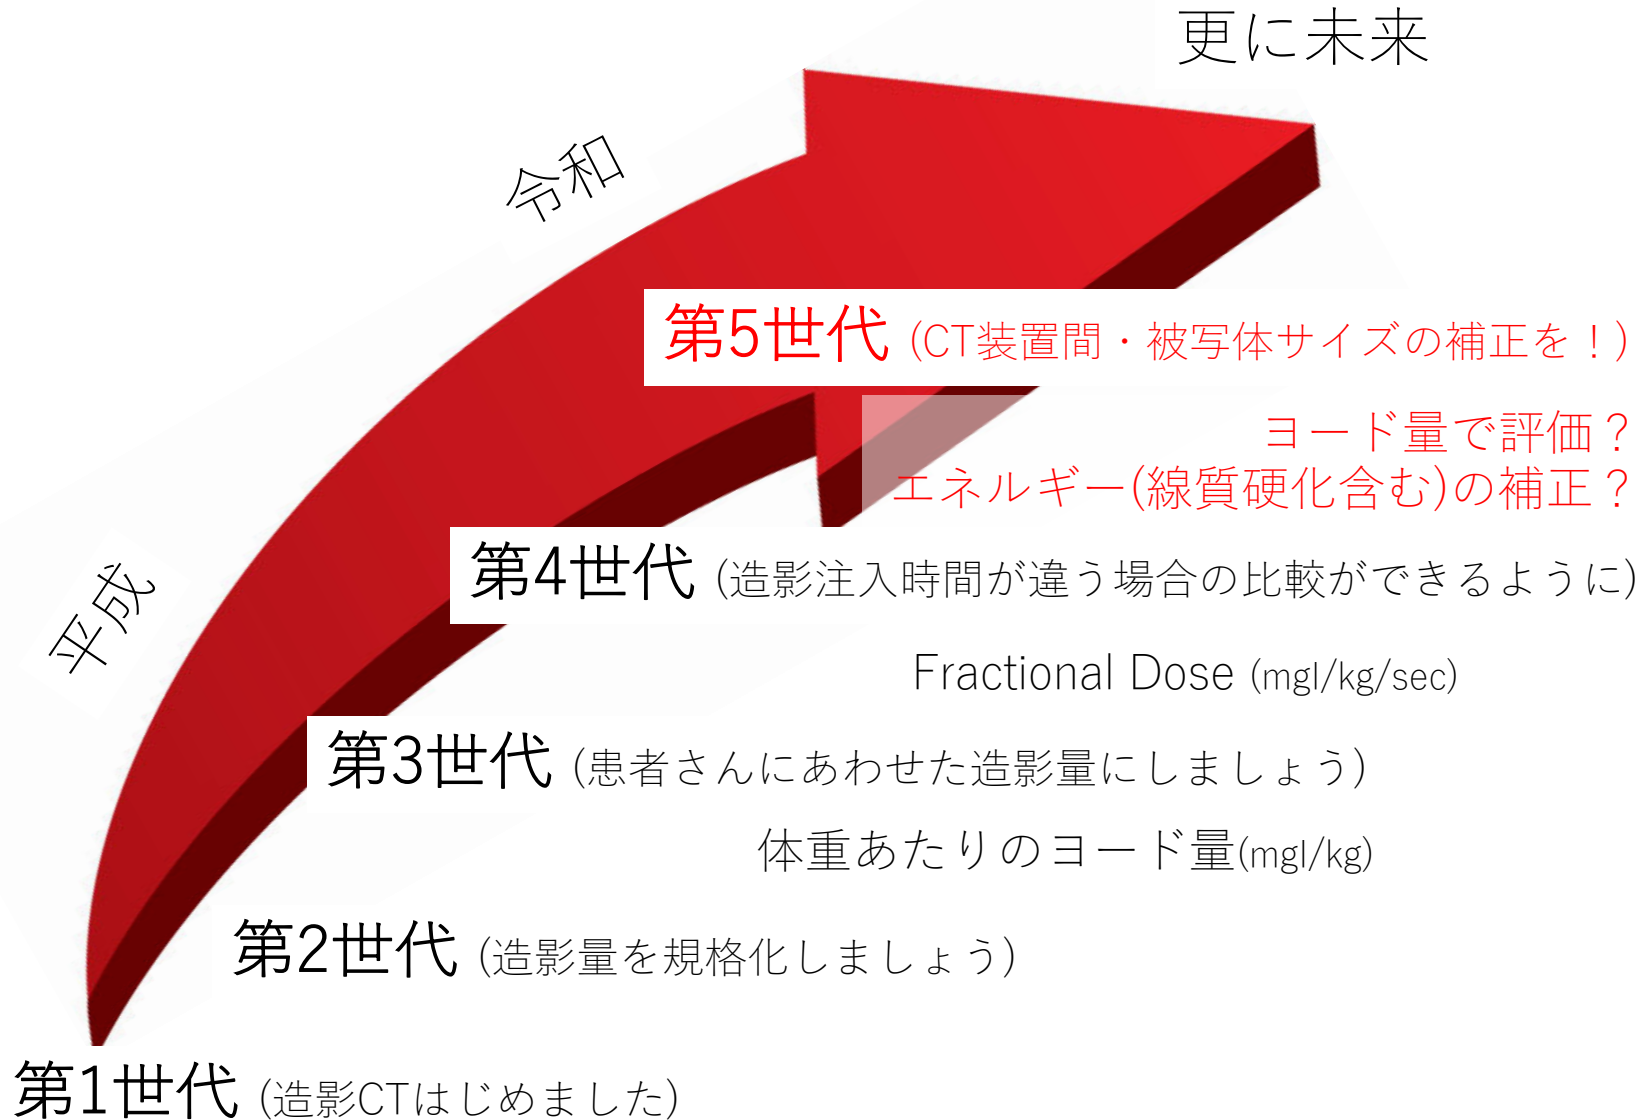 更に未来
令和
第5世代 (CT装置間・被写体サイズの補正を！)
ヨード量で評価？
エネルギー(線質硬化含む)の補正？
第4世代 (造影注入時間が違う場合の比較ができるように)
平成
Fractional Dose (mgI/kg/sec)
第3世代 (患者さんにあわせた造影量にしましょう)
体重あたりのヨード量(mgI/kg)
第2世代 (造影量を規格化しましょう)
第1世代 (造影CTはじめました)